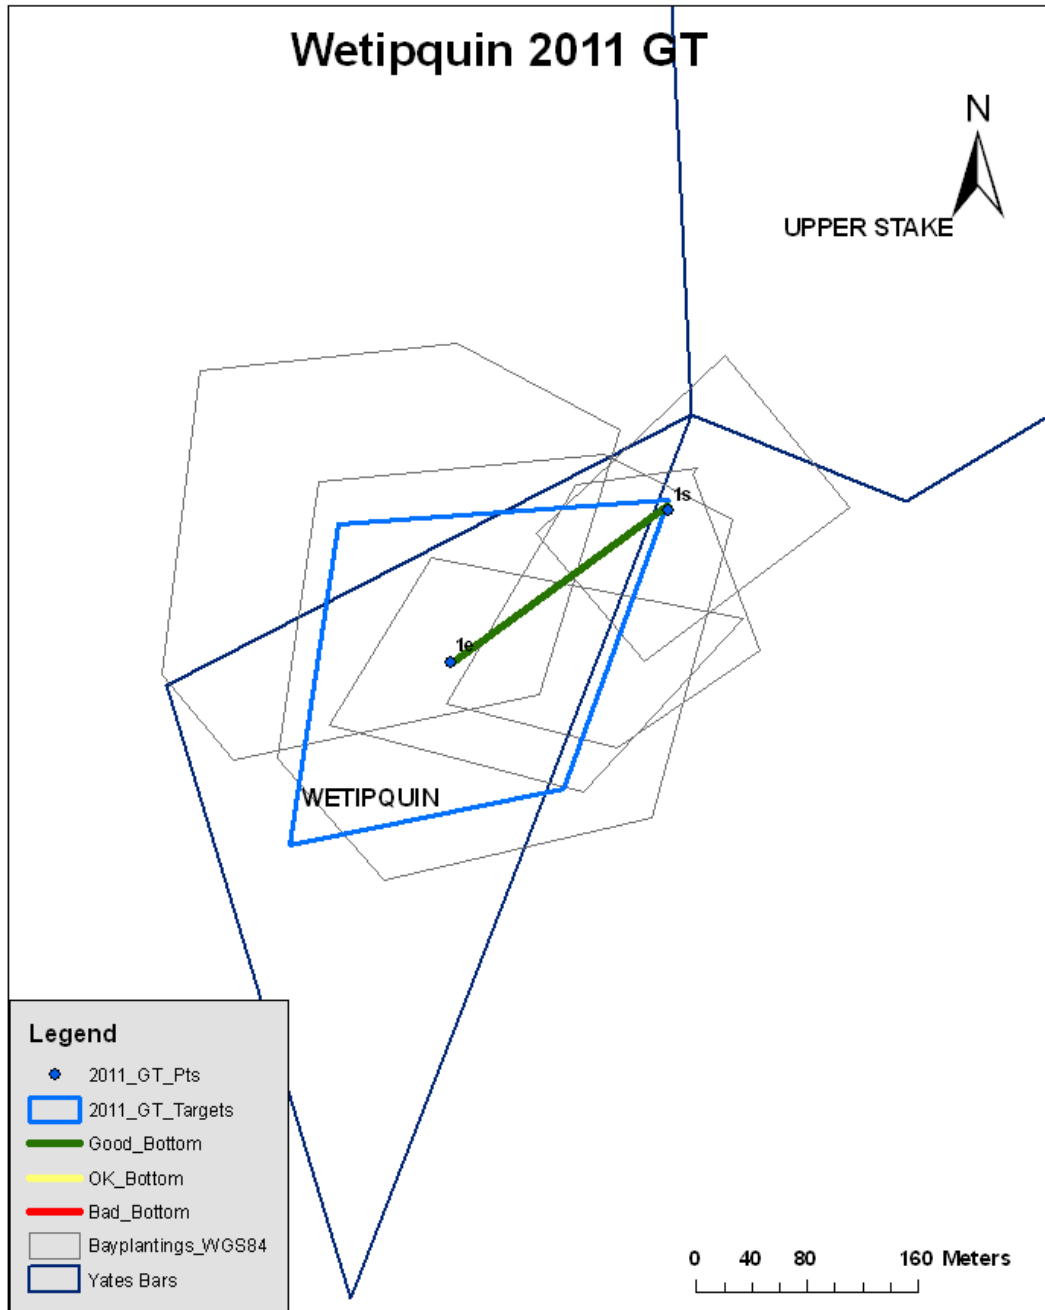 Wetipquin 2011 GT
N
UPPER STAKE
1s
1e
WETIPQUIN
Legend
2011_GT_Pts
2011_GT_Targets
Good_Bottom
OK_Bottom
Bad_Bottom
Bayplantings_WGS84
Yates Bars
0 40 80 160 Meters